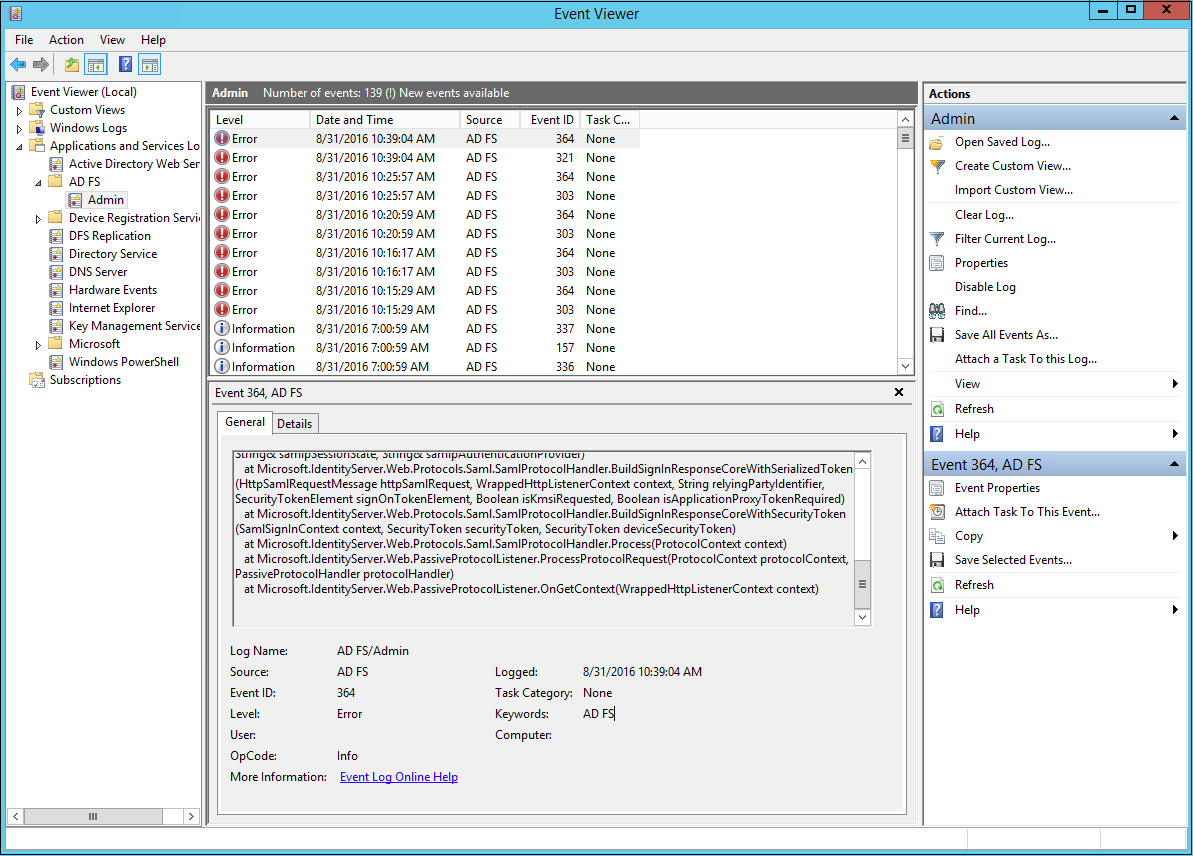 Event Viewer
File Action View Help
Event Viewer (Local)
Custom Views
Windows Logs
Applications and Services Lo
Active Directory Web Ser
AD FS
Admin
Device Registration Servi
DFS Replication
Directory Service
DNS Server
Hardware Events
Internet Explorer
Key Management Service
Microsoft
Windows PowerShell
Subscriptions
Admin Number of events: 139 (!) New events available
Level Date and Time Source Event ID Task C...
Error 8/31/2016 10:39:04 AM AD FS 364 None
Error 8/31/2016 10:39:04 AM AD FS 321 None
Error 8/31/2016 10:25:57 AM AD FS 364 None
Error 8/31/2016 10:25:57 AM AD FS 303 None
Error 8/31/2016 10:20:59 AM AD FS 364 None
Error 8/31/2016 10:20:59 AM AD FS 303 None
Error 8/31/2016 10:16:17 AM AD FS 364 None
Error 8/31/2016 10:16:17 AM AD FS 303 None
Error 8/31/2016 10:15:29 AM AD FS 364 None
Error 8/31/2016 10:15:29 AM AD FS 303 None
Information 8/31/2016 7:00:59 AM AD FS 337 None
Information 8/31/2016 7:00:59 AM AD FS 157 None
Information 8/31/2016 7:00:59 AM AD FS 336 None
Event 364, AD FS
General Details
String& samlpSessionState, String& samlpAuthenticationProvider)
at Microsoft.IdentityServer.Web.Protocols.Saml.SamlProtocolHandler.BuildSignInResponseCoreWithSerializedToken
(HttpSamlRequestMessage httpSamlRequest, WrappedHttpListenerContext context, String relyingPartyIdentifier,
SecurityTokenElement signOnTokenElement, Boolean isKmsiRequested, Boolean isApplicationProxyTokenRequired)
at Microsoft.IdentityServer.Web.Protocols.Saml.SamlProtocolHandler.BuildSignInResponseCoreWithSecurityToken
(SamlSignInContext context, SecurityToken securityToken, SecurityToken deviceSecurityToken)
at Microsoft.IdentityServer.Web.Protocols.Saml.SamlProtocolHandler.Process(ProtocolContext context)
at Microsoft.IdentityServer.Web.PassiveProtocolListener.ProcessProtocolRequest(ProtocolContext protocolContext,
PassiveProtocolHandler protocolHandler)
at Microsoft.IdentityServer.Web.PassiveProtocolListener.OnGetContext(WrappedHttpListenerContext context)
Log Name: AD FS/Admin
Source: AD FS Logged: 8/31/2016 10:39:04 AM
Event ID: 364 Task Category: None
Level: Error Keywords: AD FS
User: Computer:
OpCode: Info
More Information: Event Log Online Help
Actions
Admin
Open Saved Log...
Create Custom View...
Import Custom View...
Clear Log...
Filter Current Log...
Properties
Disable Log
Find...
Save All Events As...
Attach a Task To this Log...
View
Refresh
Help
Event 364, AD FS
Event Properties
Attach Task To This Event...
Copy
Save Selected Events...
Refresh
Help